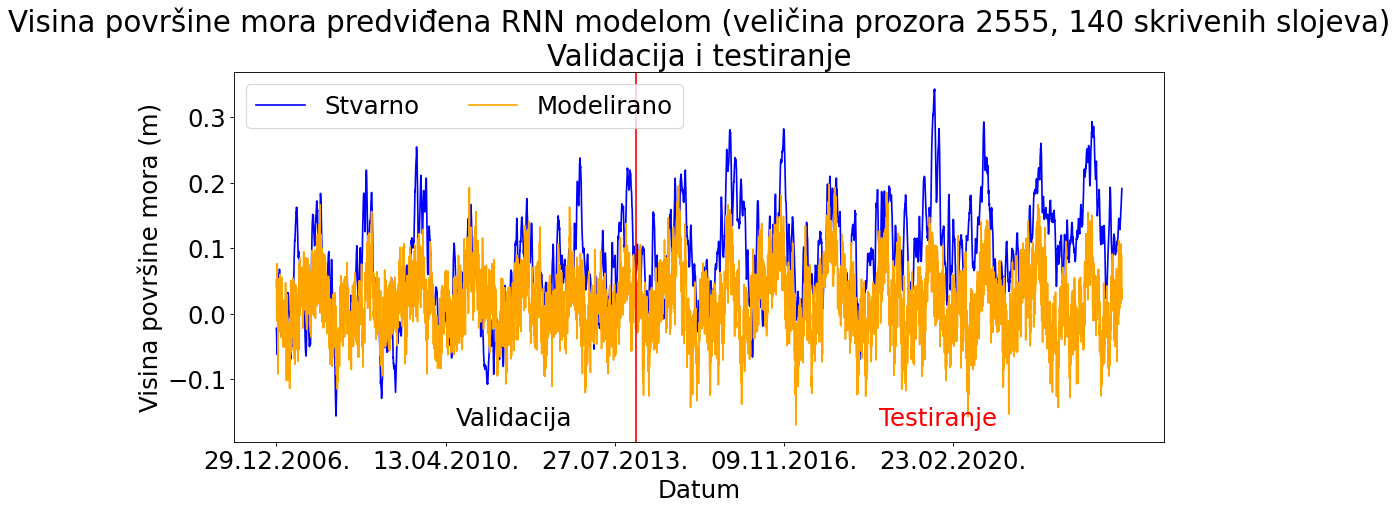 Visina površine mora predviđena RNN modelom (veličina prozora 2555, 140 skrivenih slojeva)
Validacija i testiranje
Stvarno Modelirano
Visina površine mora (m)
0.3
0.2
0.1
0.0
−0.1
Validacija Testiranje
29.12.2006. 13.04.2010. 27.07.2013. 09.11.2016. 23.02.2020.
Datum